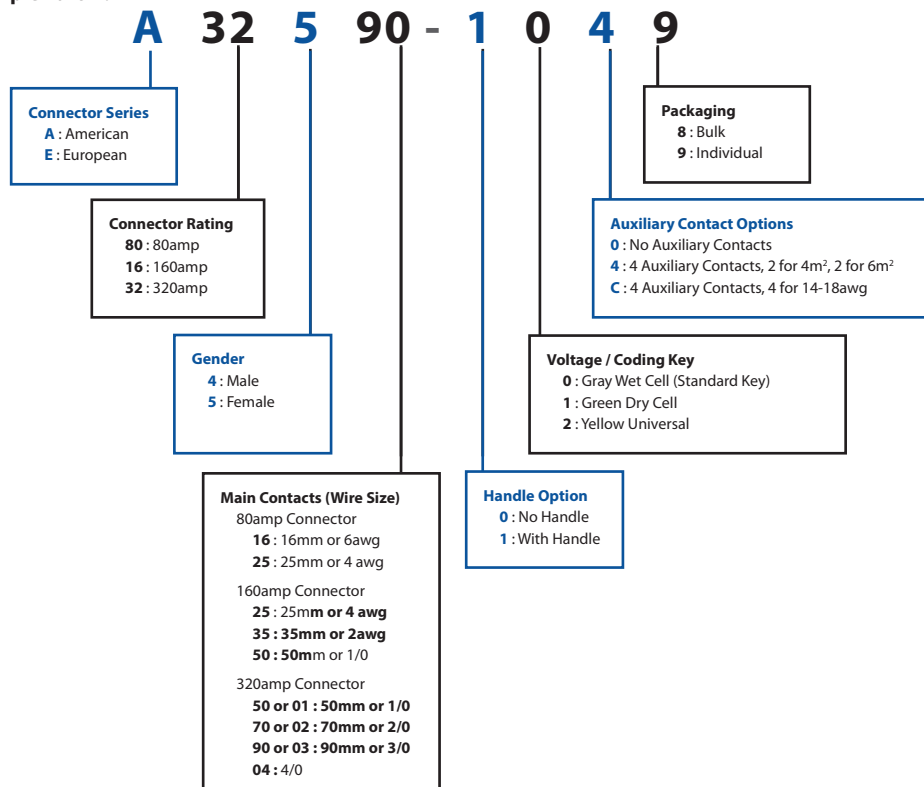 A 32 5 90 - 1 0 4 9
Connector Series
A : American
E : European
Packaging
8 : Bulk
9 : Individual
Connector Rating
80 : 80amp
16 : 160amp
32 : 320amp
Auxiliary Contact Options
0 : No Auxiliary Contacts
4 : 4 Auxiliary Contacts, 2 for 4m², 2 for 6m²
C : 4 Auxiliary Contacts, 4 for 14-18awg
Gender
4 : Male
5 : Female
Voltage / Coding Key
0 : Gray Wet Cell (Standard Key)
1 : Green Dry Cell
2 : Yellow Universal
Main Contacts (Wire Size)
80amp Connector
16 : 16mm or 6awg
25 : 25mm or 4 awg
160amp Connector
25 : 25mm or 4 awg
35 : 35mm or 2awg
50 : 50mm or 1/0
320amp Connector
50 or 01 : 50mm or 1/0
70 or 02 : 70mm or 2/0
90 or 03 : 90mm or 3/0
04 : 4/0
Handle Option
0 : No Handle
1 : With Handle